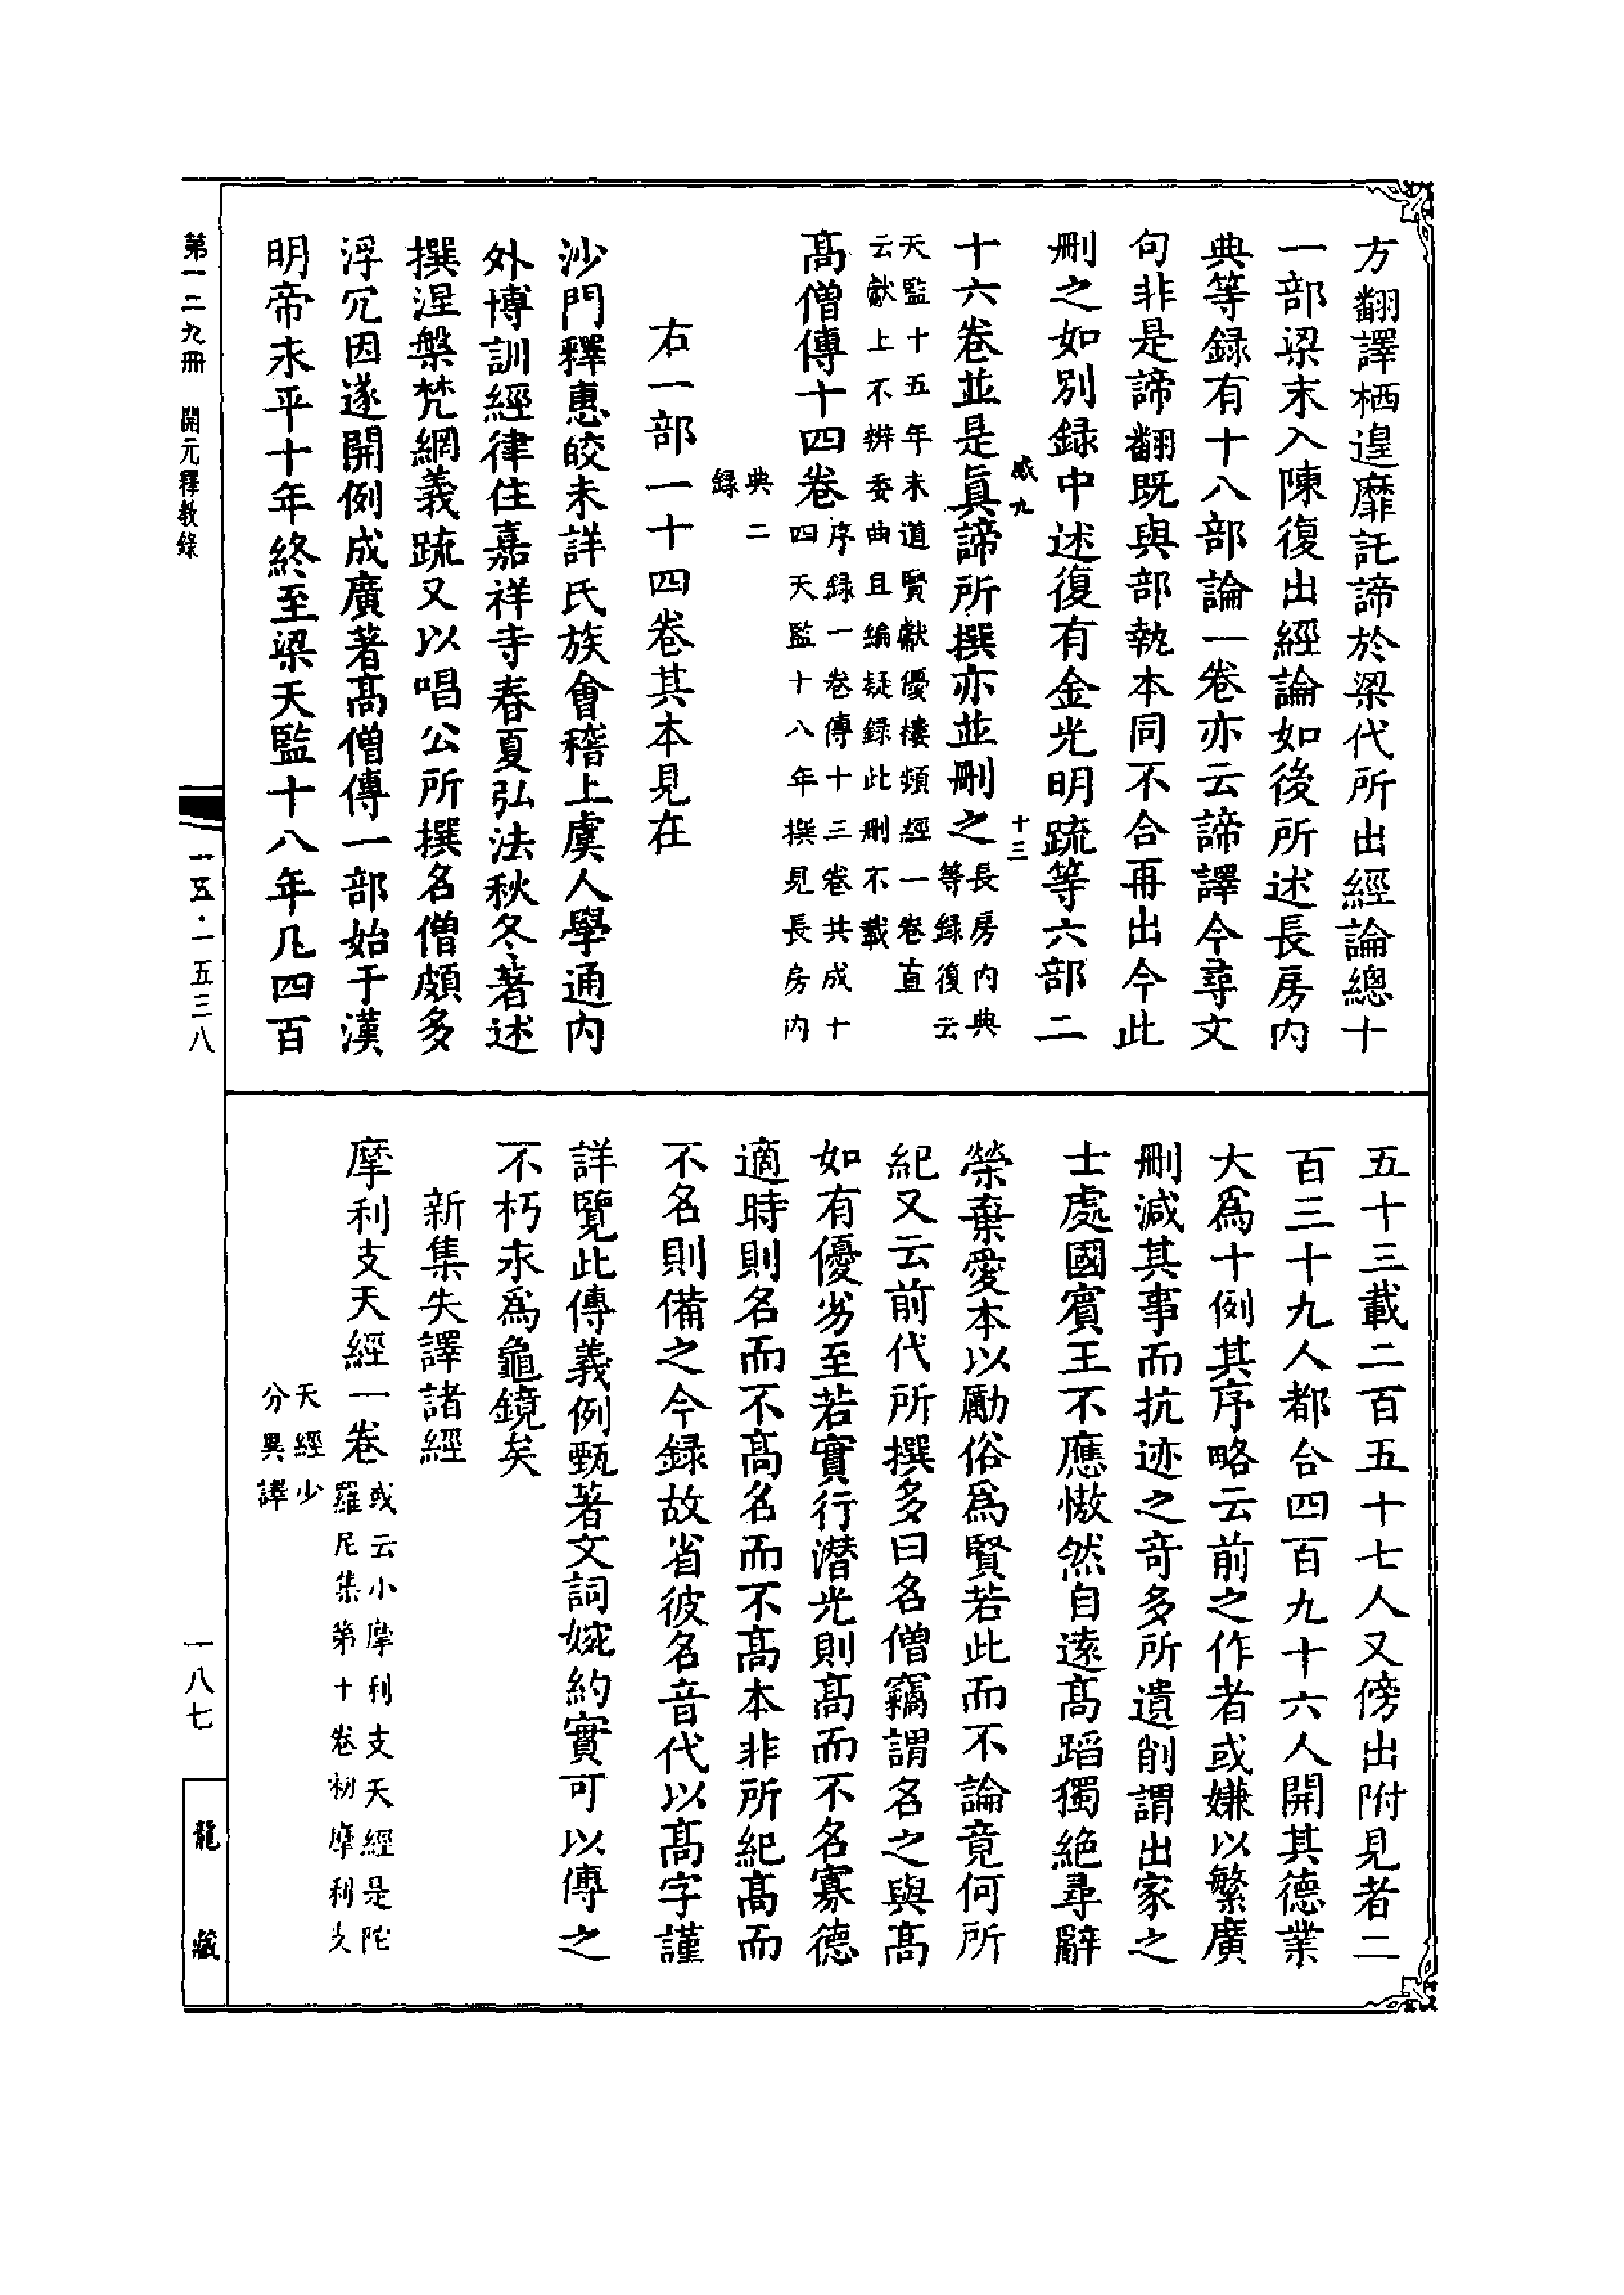 方翻譯栖遑靡託諦於梁代所出經論總十
一部梁末入陳復出經論如後所述長房内
典等録有十八部論一卷亦云諦譯今尋文
句非是諦翻既與部執本同不合再出今此
刪之如別録中述復有金光明䟽等六部二
十六卷並是眞諦所撰亦並刪之長房内典
等録復云
天監十五年末道賢獻優樓頻經一卷直
云獻上不辨委曲且編疑録此刪不載
高僧傳十四卷序録一卷傳十三卷共成十
四天監十八年撰見長房内
典二
録
右一部一十四卷其本見在
沙門釋惠皎未詳氏族會稽上虞人學通内
外博訓經律住嘉祥寺春夏弘法秋冬著述
撰涅槃梵網義䟽又以唱公所撰名僧頗多
浮冗因遂開例成廣著高僧傳一部始于漢
明帝永平十年終至梁天監十八年凡四百
五十三載二百五十七人又傍出附見者二
百三十九人都合四百九十六人開其德業
大爲十例其序略云前之作者或嫌以繁廣
刪減其事而抗迹之奇多所遺削謂出家之
士處國賓王不應慠然自遠高蹈獨絶尋辭
榮棄愛本以勵俗爲賢若此而不論竟何所
紀又云前代所撰多曰名僧竊謂名之與高
如有優劣至若實行潛光則高而不名寡德
適時則名而不高名而不高本非所紀高而
不名則備之今録故省彼名音代以高字謹
詳覽此傳義例甄著文詞婉約實可以傳之
不朽永爲龜鏡矣
新集失譯諸經
摩利支天經一卷或云小摩利支天經是陀
羅尼集第十卷初摩利支
天經少
分異譯
感九
十三
第一二九冊　開元釋教錄
一五·一五三八
一八七
龍藏